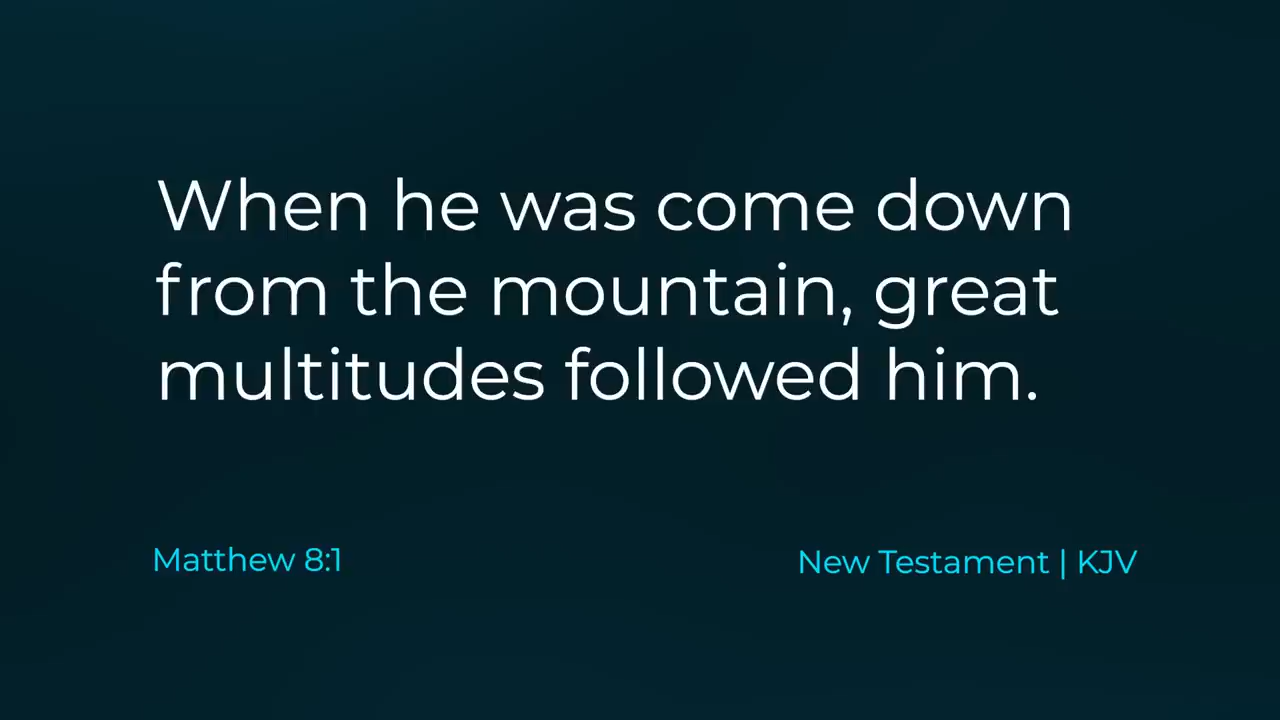 When he was come down
from the mountain, great
multitudes followed him.
Matthew 8:1
New Testament | KJV